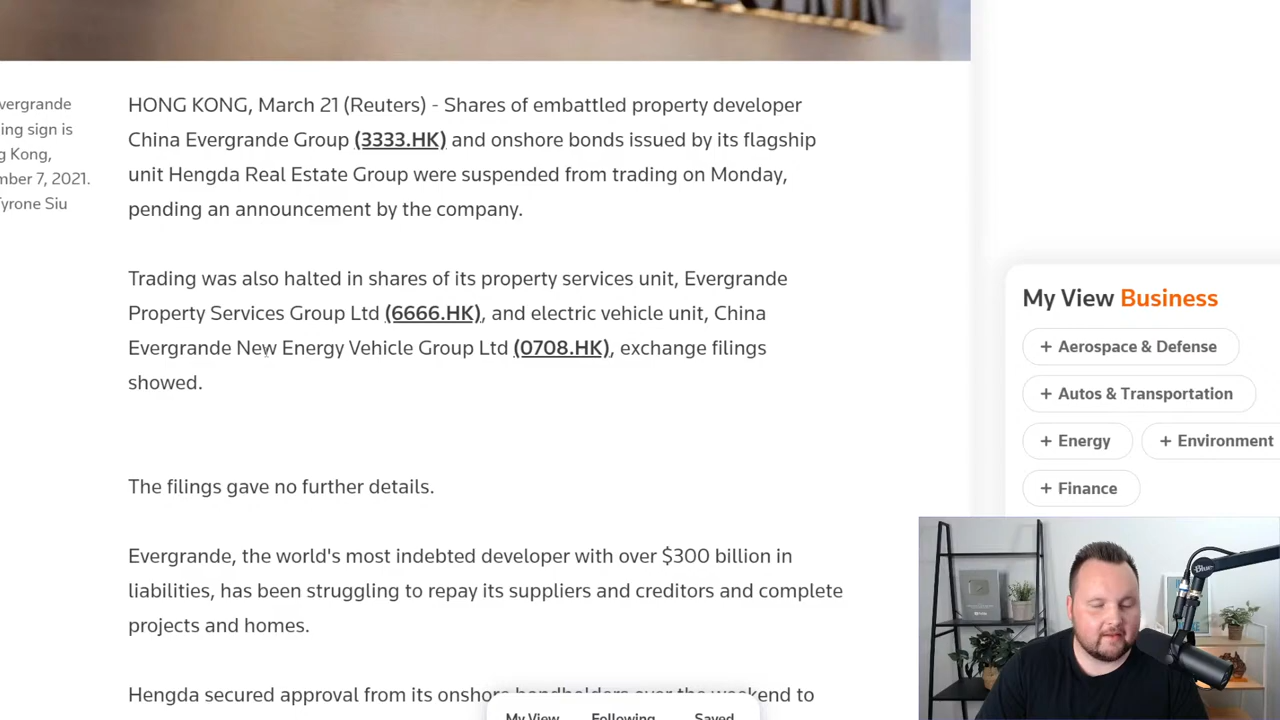 vergrande
ing sign is
g Kong,
mber 7, 2021.
yrone Siu
HONG KONG, March 21 (Reuters) - Shares of embattled property developer
China Evergrande Group (3333.HK) and onshore bonds issued by its flagship
unit Hengda Real Estate Group were suspended from trading on Monday,
pending an announcement by the company.
Trading was also halted in shares of its property services unit, Evergrande
Property Services Group Ltd (6666.HK), and electric vehicle unit, China
Evergrande New Energy Vehicle Group Ltd (0708.HK), exchange filings
showed.
The filings gave no further details.
Evergrande, the world's most indebted developer with over $300 billion in
liabilities, has been struggling to repay its suppliers and creditors and complete
projects and homes.
Hengda secured approval from its onshore bondholders over the weekend to
My View Following Saved
My View Business
+ Aerospace & Defense
+ Autos & Transportation
+ Energy + Environment
+ Finance
Blue